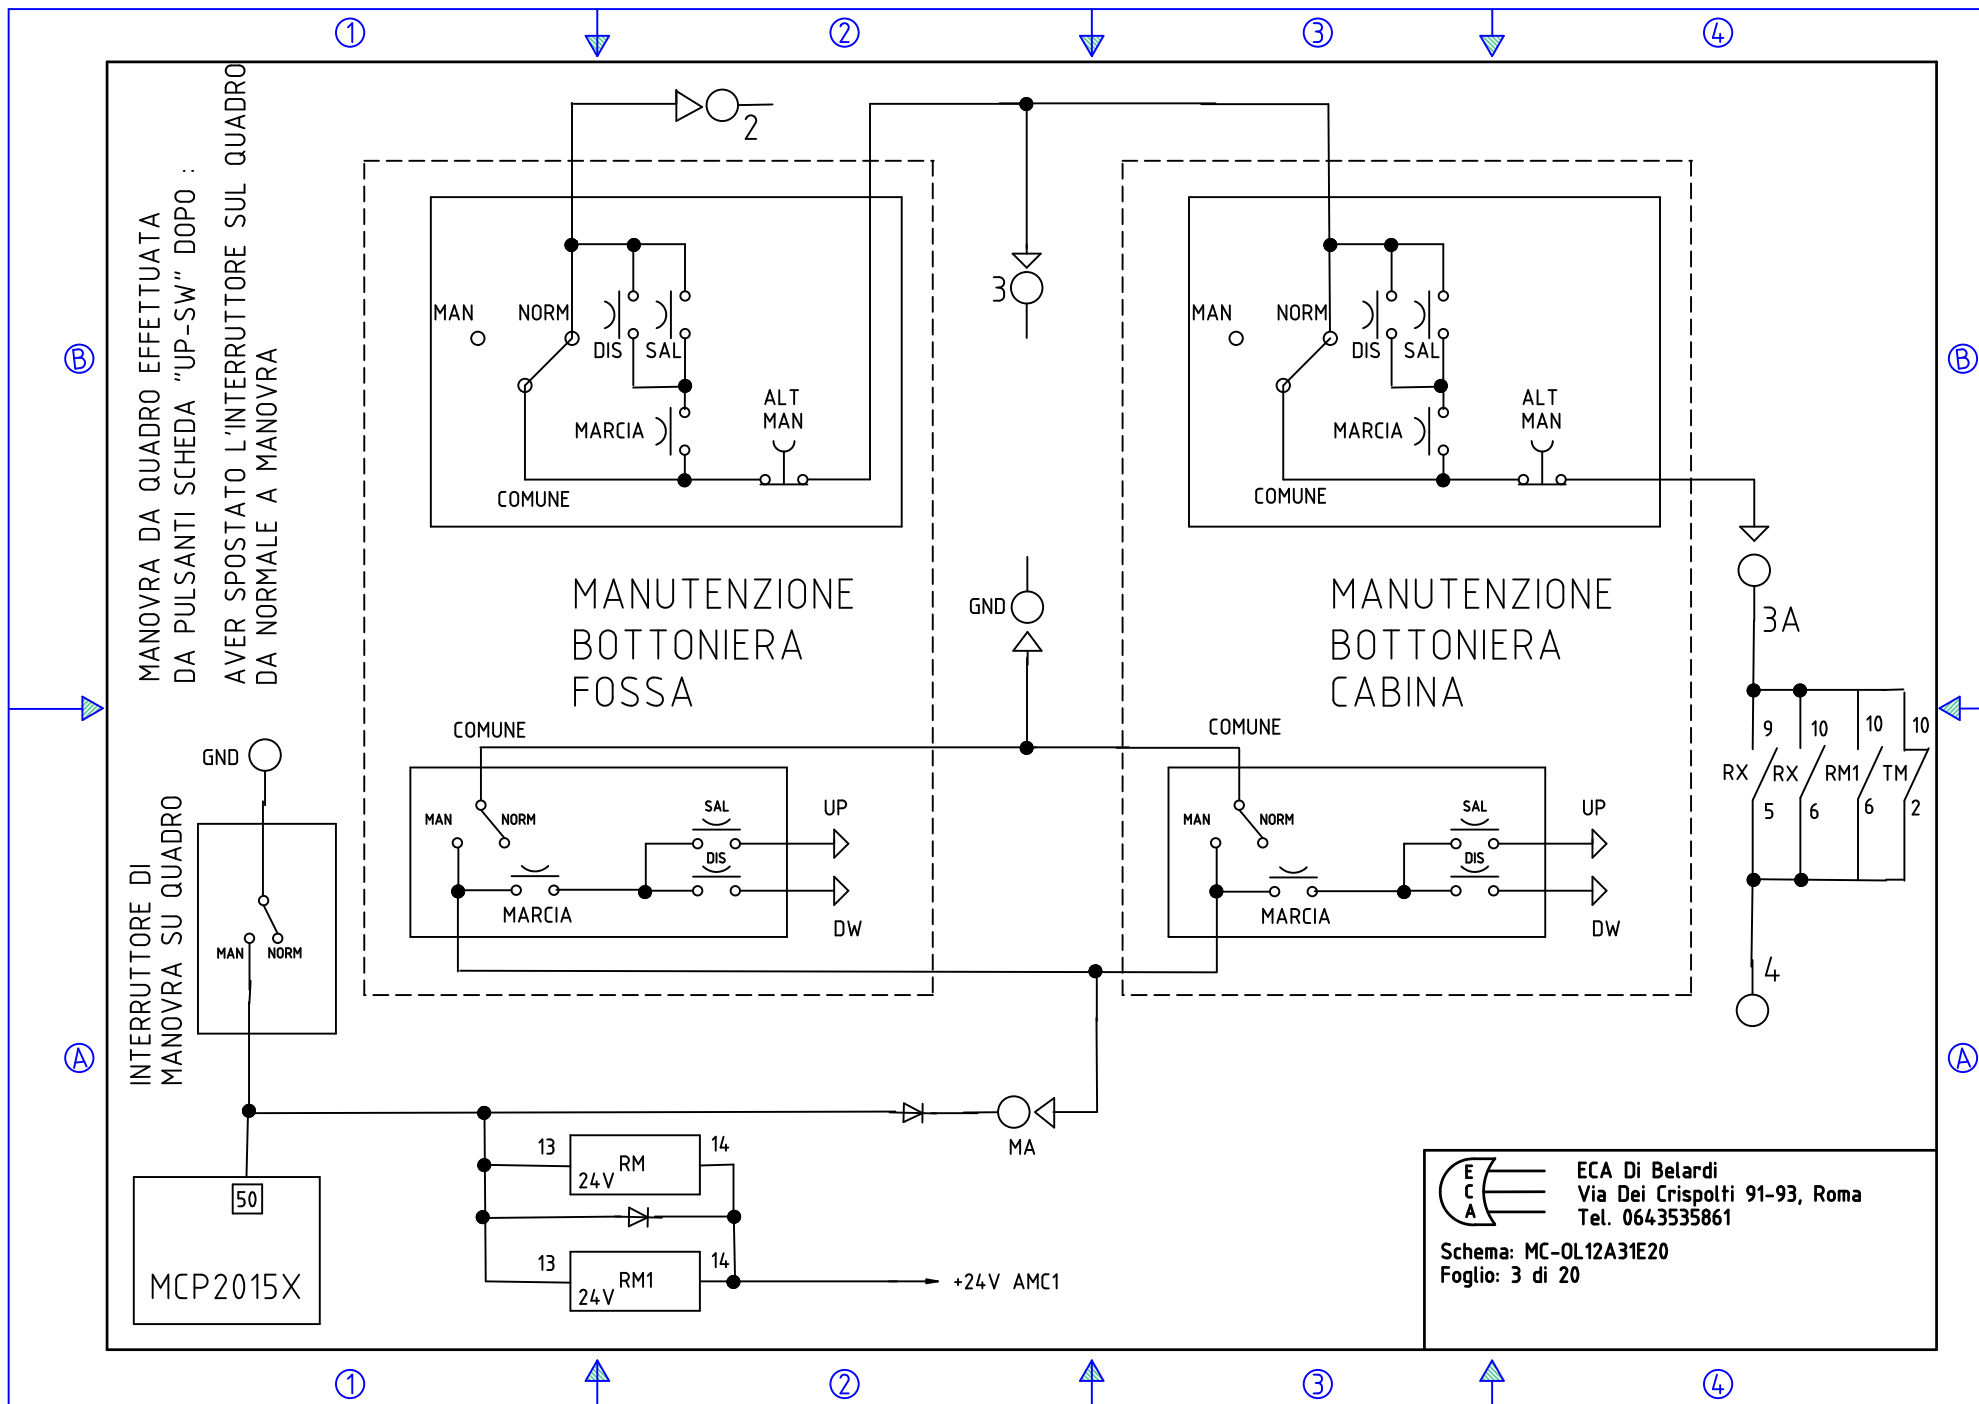 1
2
3
4
MANOVRA DA QUADRO EFFETTUATA
DA PULSANTI SCHEDA "UP-SW" DOPO :
AVER SPOSTATO L'INTERRUTTORE SUL QUADRO
DA NORMALE A MANOVRA
2
3
B
B
MAN
NORM
DIS
SAL
MARCIA
ALT
MAN
COMUNE
MAN
NORM
DIS
SAL
MARCIA
ALT
MAN
COMUNE
MANUTENZIONE
BOTTONIERA
FOSSA
GND
MANUTENZIONE
BOTTONIERA
CABINA
3A
9
10
10
10
RX
RX
RM1
TM
5
6
6
2
4
COMUNE
MAN
NORM
SAL
DIS
MARCIA
UP
DW
COMUNE
MAN
NORM
SAL
DIS
MARCIA
UP
DW
GND
INTERRUTTORE DI
MANOVRA SU QUADRO
MAN
NORM
A
A
MA
13
RM
24V
14
13
RM1
24V
14
+24V AMC1
50
MCP2015X
E
C
A
ECA Di Belardi
Via Dei Crispolti 91-93, Roma
Tel. 0643535861
Schema: MC-OL12A31E20
Foglio: 3 di 20
1
2
3
4